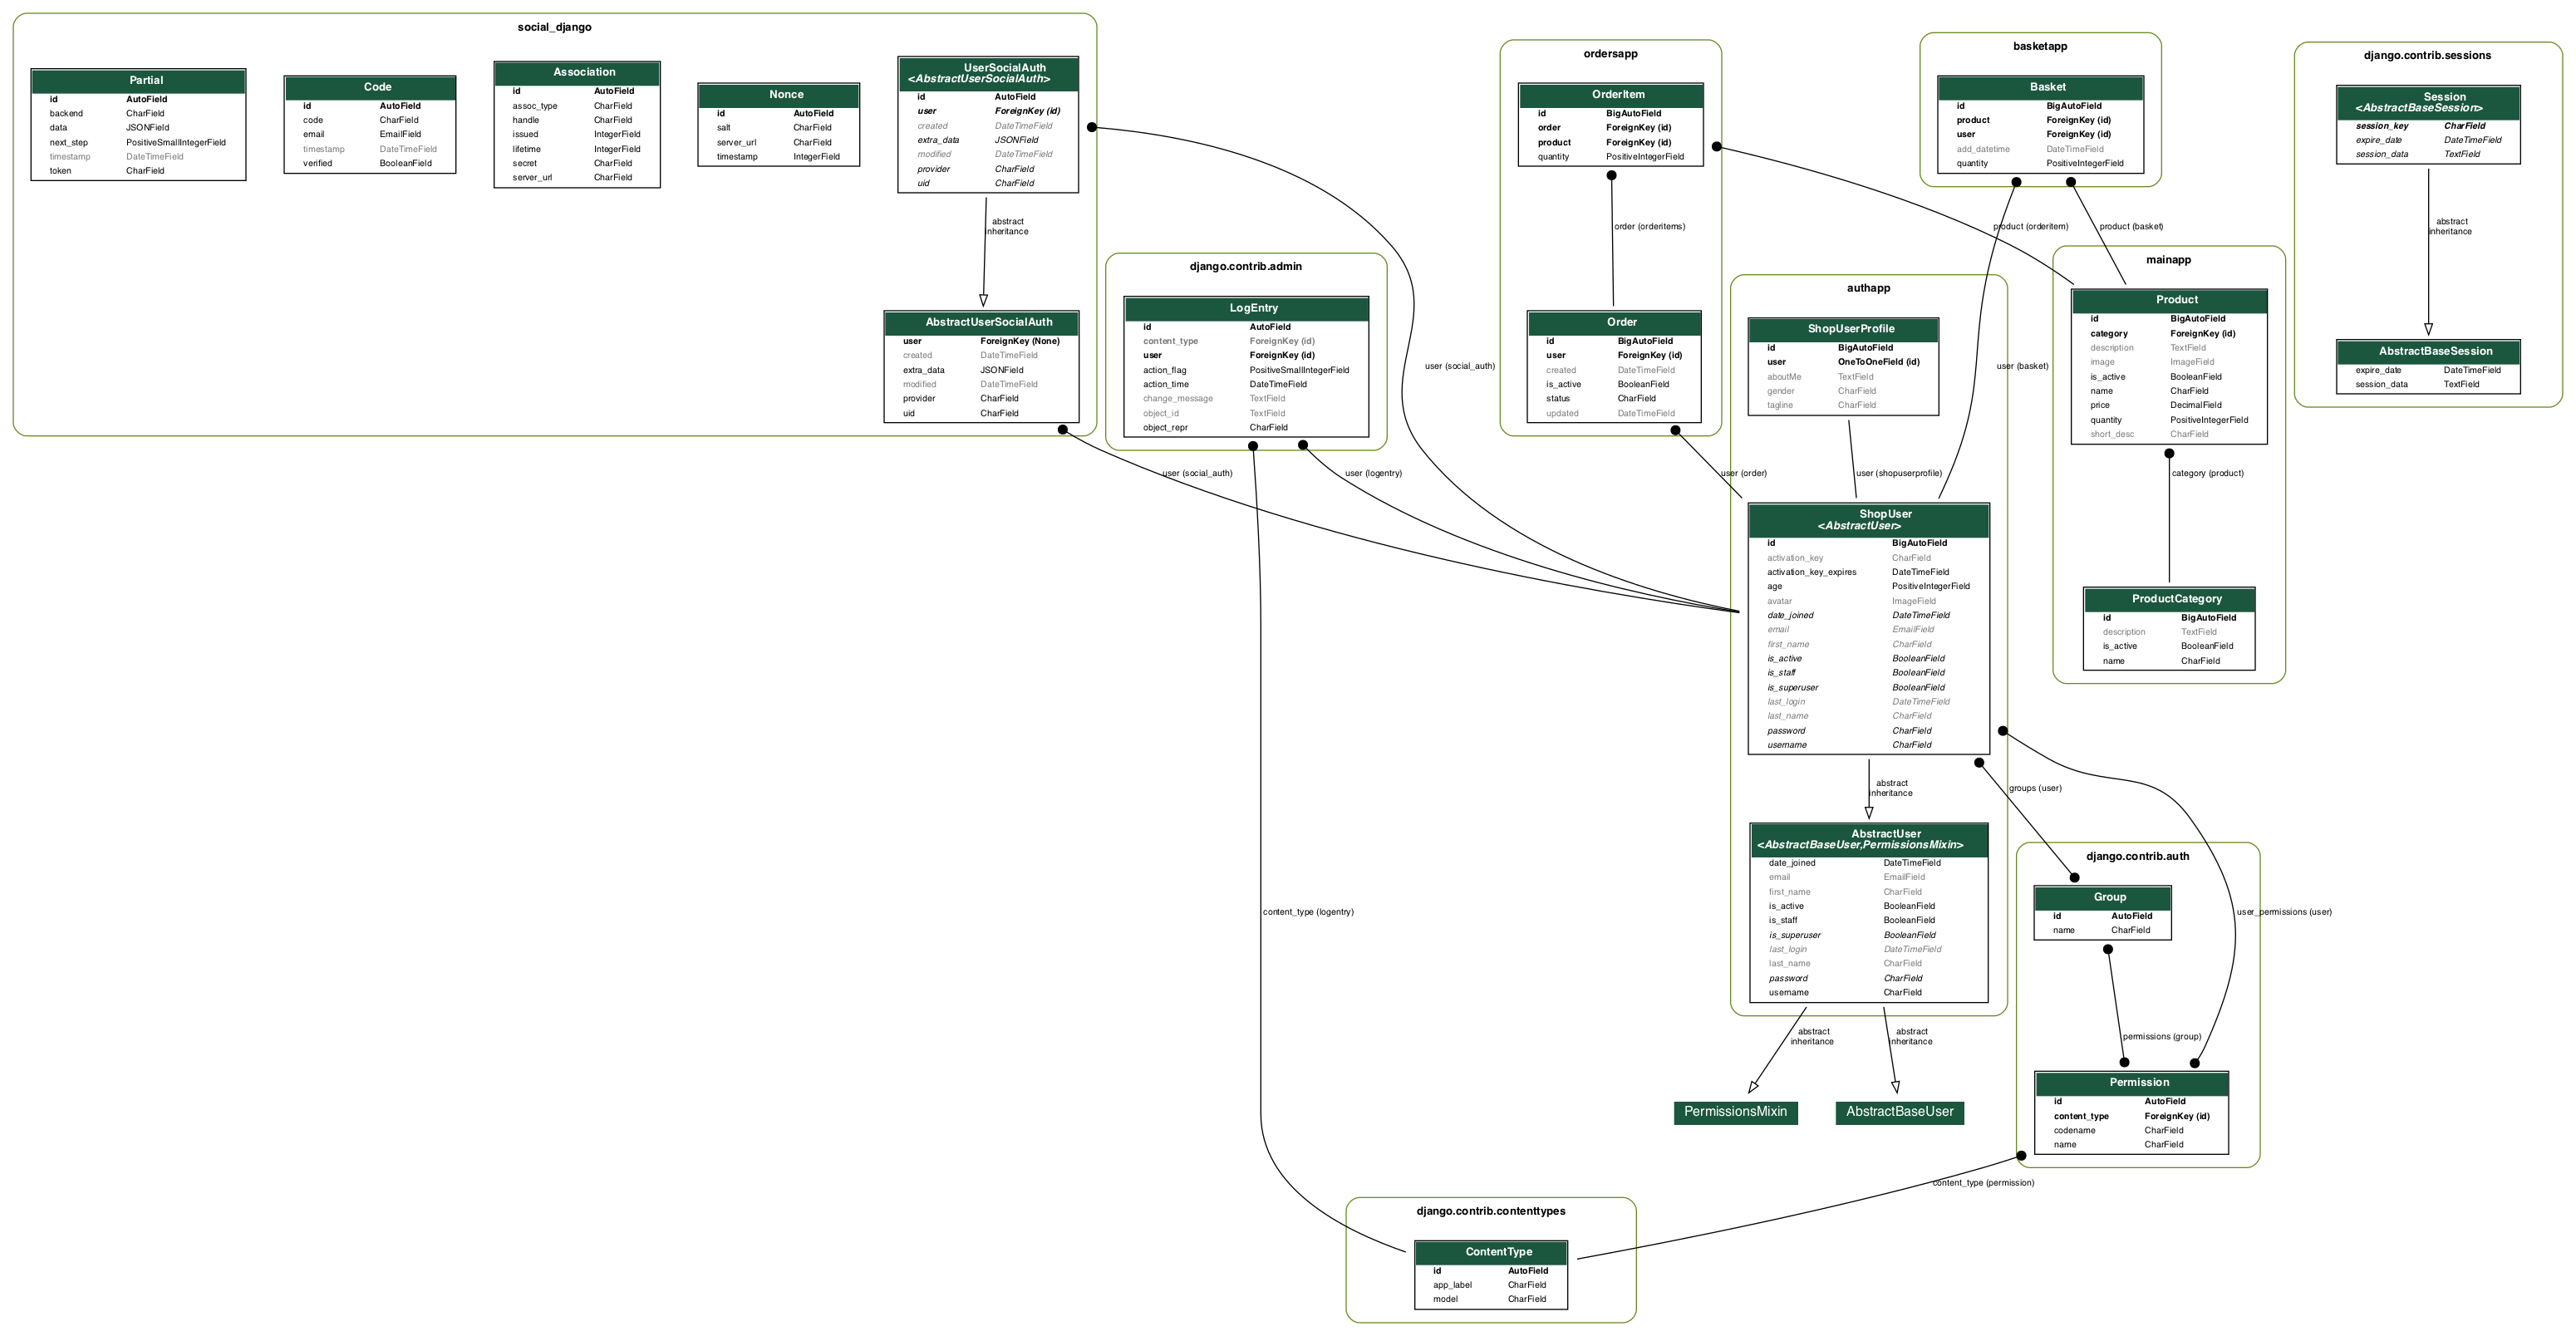 social_django
Partial
id AutoField
backend CharField
data JSONField
next_step PositiveSmallIntegerField
timestamp DateTimeField
token CharField
Code
id AutoField
code CharField
email EmailField
timestamp DateTimeField
verified BooleanField
Association
id AutoField
assoc_type CharField
handle CharField
issued IntegerField
lifetime IntegerField
secret CharField
server_url CharField
Nonce
id AutoField
salt CharField
server_url CharField
timestamp IntegerField
UserSocialAuth
<AbstractUserSocialAuth>
id AutoField
user ForeignKey (id)
created DateTimeField
extra_data JSONField
modified DateTimeField
provider CharField
uid CharField
abstract
inheritance
AbstractUserSocialAuth
user ForeignKey (None)
created DateTimeField
extra_data JSONField
modified DateTimeField
provider CharField
uid CharField
django.contrib.admin
LogEntry
id AutoField
content_type ForeignKey (id)
user ForeignKey (id)
action_flag PositiveSmallIntegerField
action_time DateTimeField
change_message TextField
object_id TextField
object_repr CharField
ordersapp
OrderItem
id BigAutoField
order ForeignKey (id)
product ForeignKey (id)
quantity PositiveIntegerField
order (orderitems)
Order
id BigAutoField
user ForeignKey (id)
created DateTimeField
is_active BooleanField
status CharField
updated DateTimeField
basketapp
Basket
id BigAutoField
product ForeignKey (id)
user ForeignKey (id)
add_datetime DateTimeField
quantity PositiveIntegerField
product (orderitem)
product (basket)
django.contrib.sessions
Session
<AbstractBaseSession>
session_key CharField
expire_date DateTimeField
session_data TextField
abstract
inheritance
AbstractBaseSession
expire_date DateTimeField
session_data TextField
mainapp
Product
id BigAutoField
category ForeignKey (id)
description TextField
image ImageField
is_active BooleanField
name CharField
price DecimalField
quantity PositiveIntegerField
short_desc CharField
category (product)
ProductCategory
id BigAutoField
description TextField
is_active BooleanField
name CharField
authapp
ShopUserProfile
id BigAutoField
user OneToOneField (id)
aboutMe TextField
gender CharField
tagline CharField
user (social_auth)
user (basket)
user (social_auth)
user (logentry)
user (order)
user (shopuserprofile)
ShopUser
<AbstractUser>
id BigAutoField
activation_key CharField
activation_key_expires DateTimeField
age PositiveIntegerField
avatar ImageField
date_joined DateTimeField
email EmailField
first_name CharField
is_active BooleanField
is_staff BooleanField
is_superuser BooleanField
last_login DateTimeField
last_name CharField
password CharField
username CharField
abstract
inheritance
groups (user)
AbstractUser
<AbstractBaseUser,PermissionsMixin>
date_joined DateTimeField
email EmailField
first_name CharField
is_active BooleanField
is_staff BooleanField
is_superuser BooleanField
last_login DateTimeField
last_name CharField
password CharField
username CharField
abstract
inheritance
abstract
inheritance
PermissionsMixin
AbstractBaseUser
django.contrib.auth
Group
id AutoField
name CharField
user_permissions (user)
permissions (group)
Permission
id AutoField
content_type ForeignKey (id)
codename CharField
name CharField
content_type (logentry)
content_type (permission)
django.contrib.contenttypes
ContentType
id AutoField
app_label CharField
model CharField